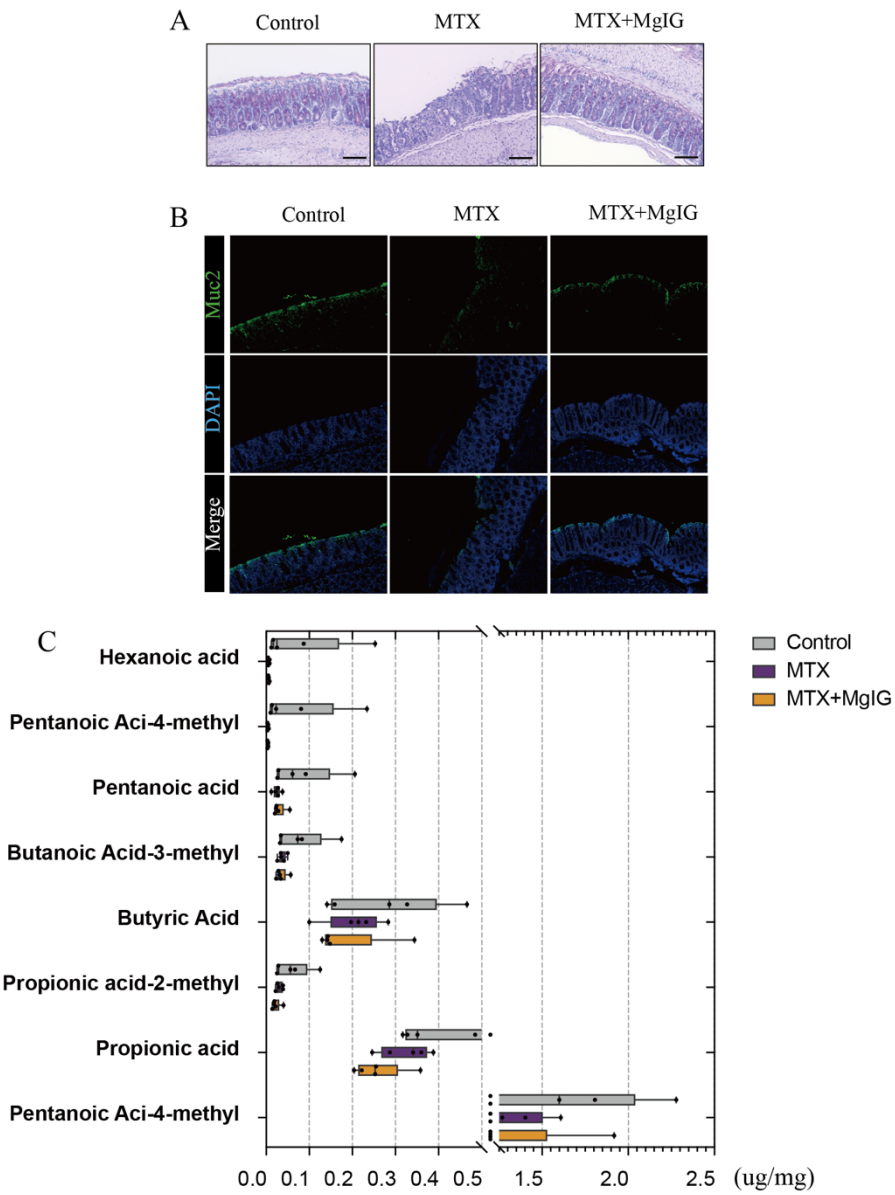 A
Control MTX MTX+MgIG
B
Control MTX MTX+MgIG
Muc2
DAPI
Merge
C
Hexanoic acid
Pentanoic Aci-4-methyl
Pentanoic acid
Butanoic Acid-3-methyl
Butyric Acid
Propionic acid-2-methyl
Propionic acid
Pentanoic Aci-4-methyl
0.0 0.1 0.2 0.3 0.4 0.5 1.5 2.0 2.5 (ug/mg)
Control
MTX
MTX+MgIG